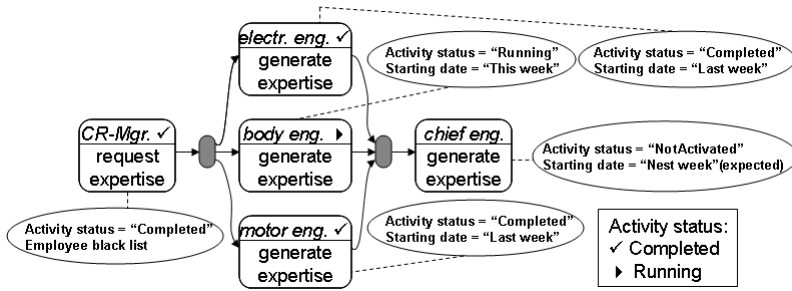 electr. eng. ✓
generate
expertise
Activity status = “Running”
Starting date = “This week”
Activity status = “Completed”
Starting date = “Last week”
CR-Mgr. ✓
request
expertise
body eng.
generate
expertise
chief eng.
generate
expertise
Activity status = “NotActivated”
Starting date = “Nest week”(expected)
Activity status = “Completed”
Employee black list
motor eng. ✓
generate
expertise
Activity status = “Completed”
Starting date = “Last week”
Activity status:
✓ Completed
Running